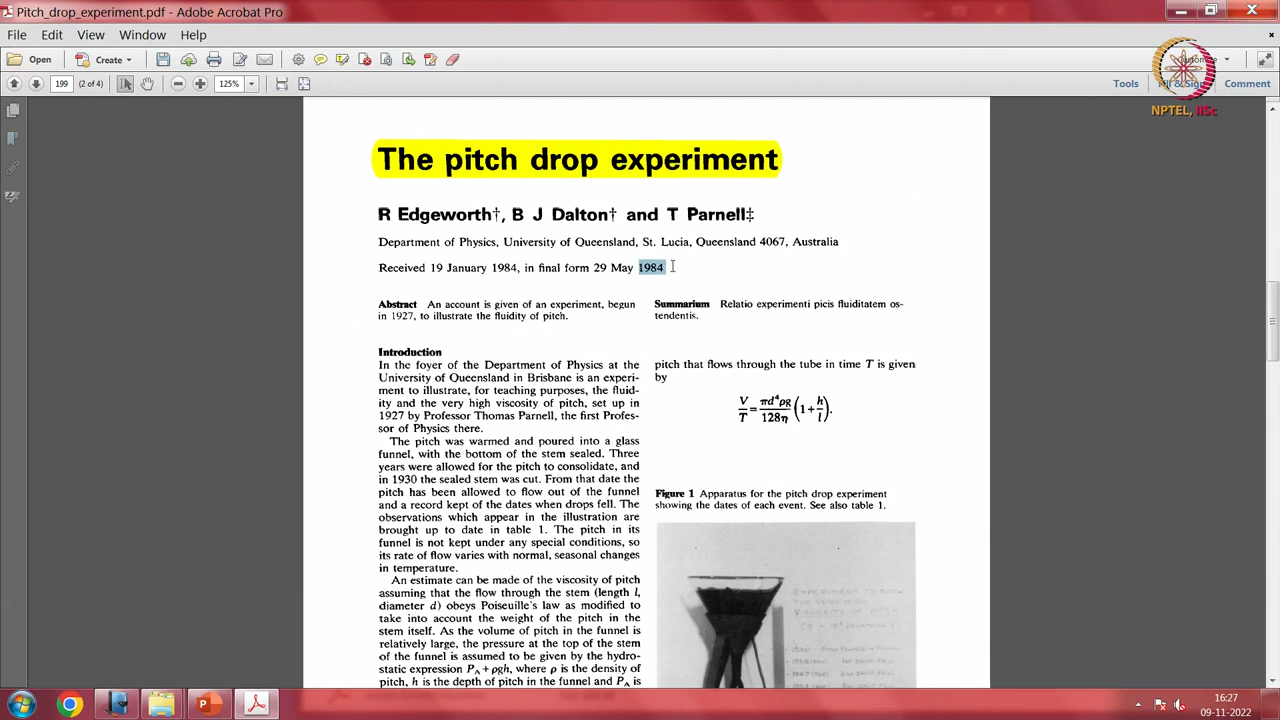 Pitch_drop_experiment.pdf - Adobe Acrobat Pro
File Edit View Window Help
Open Create
199 (2 of 4) 125% Tools Comment
NPTEL, IISc
The pitch drop experiment
R Edgeworth†, B J Dalton† and T Parnell‡
Department of Physics, University of Queensland, St. Lucia, Queensland 4067, Australia
Received 19 January 1984, in final form 29 May 1984
Abstract An account is given of an experiment, begun
in 1927, to illustrate the fluidity of pitch.
Summarium Relatio experimenti picis fluiditatem os-
tendentis.
Introduction
In the foyer of the Department of Physics at the
University of Queensland in Brisbane is an experi-
ment to illustrate, for teaching purposes, the fluid-
ity and the very high viscosity of pitch, set up in
1927 by Professor Thomas Parnell, the first Profes-
sor of Physics there.
The pitch was warmed and poured into a glass
funnel, with the bottom of the stem sealed. Three
years were allowed for the pitch to consolidate, and
in 1930 the sealed stem was cut. From that date the
pitch has been allowed to flow out of the funnel
and a record kept of the dates when drops fell. The
observations which appear in the illustration are
brought up to date in table 1. The pitch in its
funnel is not kept under any special conditions, so
its rate of flow varies with normal, seasonal changes
in temperature.
An estimate can be made of the viscosity of pitch
assuming that the flow through the stem (length l,
diameter d) obeys Poiseuille's law as modified to
take into account the weight of the pitch in the
stem itself. As the volume of pitch in the funnel is
relatively large, the pressure at the top of the stem
of the funnel is assumed to be given by the hydro-
static expression P_A + ρgh, where ρ is the density of
pitch, h is the depth of pitch in the funnel and P_A is
pitch that flows through the tube in time T is given
by
V/T = πd⁴ρg/128η (1 + h/l).
Figure 1 Apparatus for the pitch drop experiment
showing the dates of each event. See also table 1.
16:27
09-11-2022